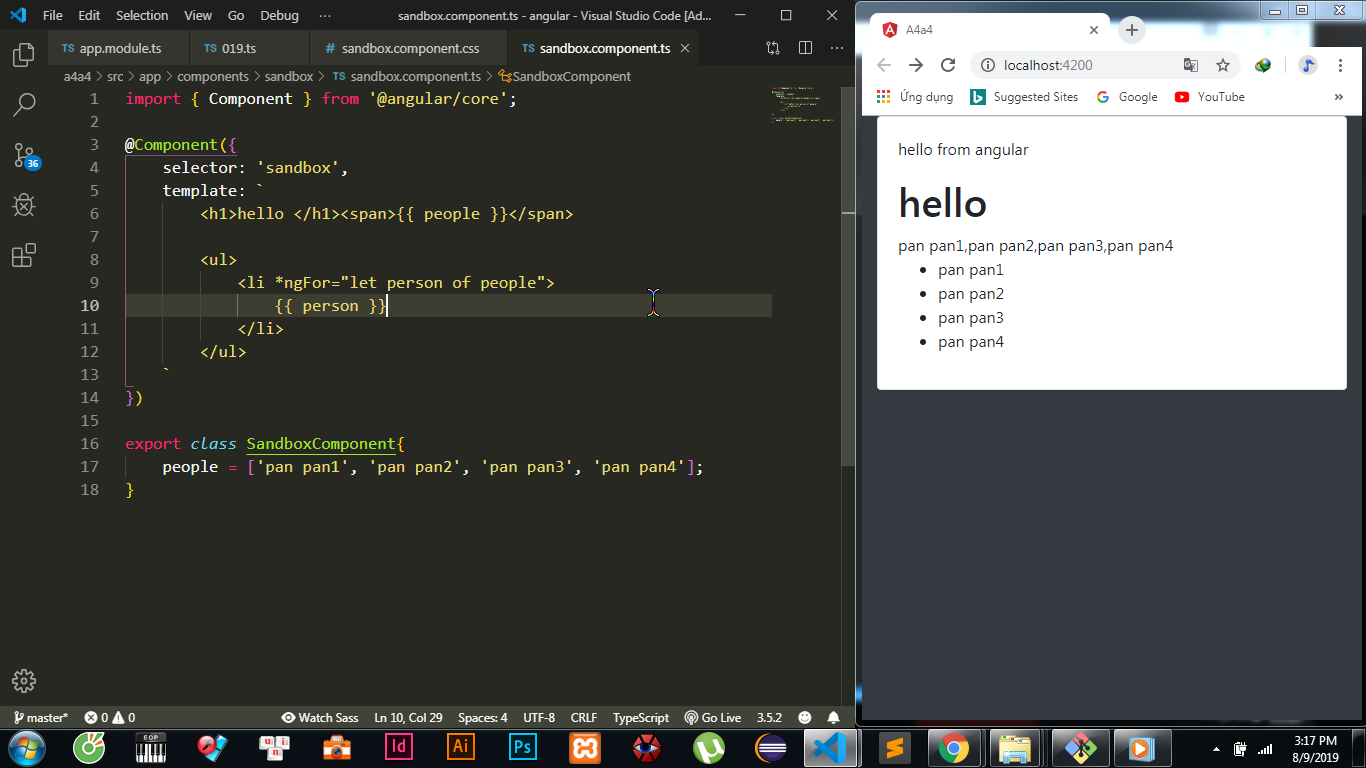 File Edit Selection View Go Debug ··· sandbox.component.ts - angular - Visual Studio Code [Ad...
TS app.module.ts TS 019.ts # sandbox.component.css TS sandbox.component.ts
a4a4 > src > app > components > sandbox > TS sandbox.component.ts > SandboxComponent
1 import { Component } from '@angular/core';
2
3 @Component({
4 selector: 'sandbox',
5 template: `
6 <h1>hello </h1><span>{{ people }}</span>
7
8 <ul>
9 <li *ngFor="let person of people">
10 {{ person }}
11 </li>
12 </ul>
13 `
14 })
15
16 export class SandboxComponent{
17 people = ['pan pan1', 'pan pan2', 'pan pan3', 'pan pan4'];
18 }
36
master* 0 0 Watch Sass Ln 10, Col 29 Spaces: 4 UTF-8 CRLF TypeScript Go Live 3.5.2
A4a4
localhost:4200
Ứng dụng Suggested Sites Google YouTube »
hello from angular
hello
pan pan1,pan pan2,pan pan3,pan pan4
• pan pan1
• pan pan2
• pan pan3
• pan pan4
EOP Id Ai Ps
3:17 PM
8/9/2019